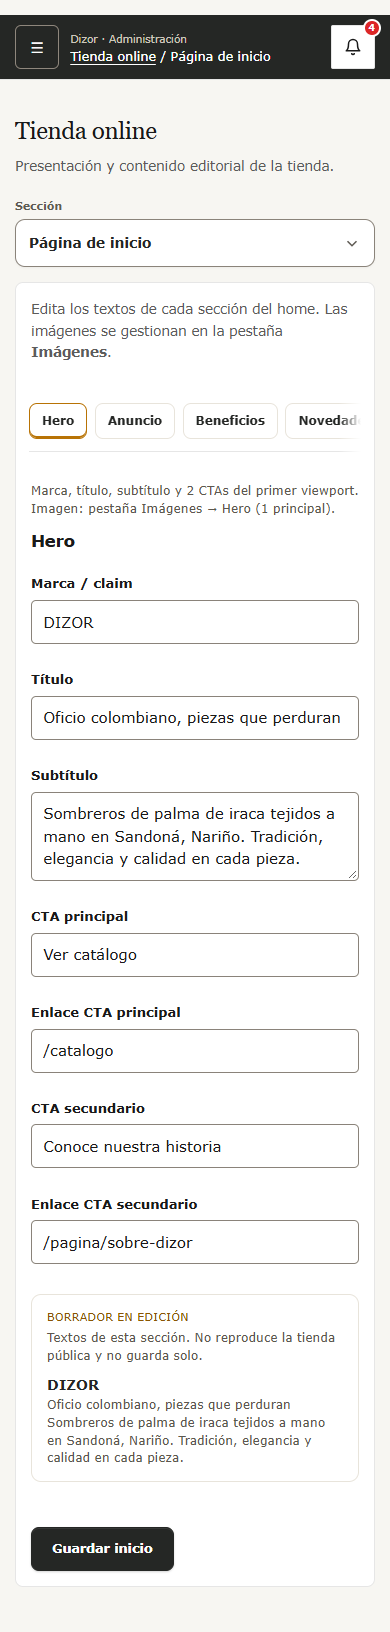 Dizor · Administración
Tienda online / Página de inicio
4
Tienda online
Presentación y contenido editorial de la tienda.
Sección
Página de inicio
Edita los textos de cada sección del home. Las
imágenes se gestionan en la pestaña
Imágenes.
Hero
Anuncio
Beneficios
Novedad
Marca, título, subtítulo y 2 CTAs del primer viewport.
Imagen: pestaña Imágenes → Hero (1 principal).
Hero
Marca / claim
DIZOR
Título
Oficio colombiano, piezas que perduran
Subtítulo
Sombreros de palma de iraca tejidos a
mano en Sandoná, Nariño. Tradición,
elegancia y calidad en cada pieza.
CTA principal
Ver catálogo
Enlace CTA principal
/catalogo
CTA secundario
Conoce nuestra historia
Enlace CTA secundario
/pagina/sobre-dizor
BORRADOR EN EDICIÓN
Textos de esta sección. No reproduce la tienda
pública y no guarda solo.
DIZOR
Oficio colombiano, piezas que perduran
Sombreros de palma de iraca tejidos a mano
en Sandoná, Nariño. Tradición, elegancia y
calidad en cada pieza.
Guardar inicio